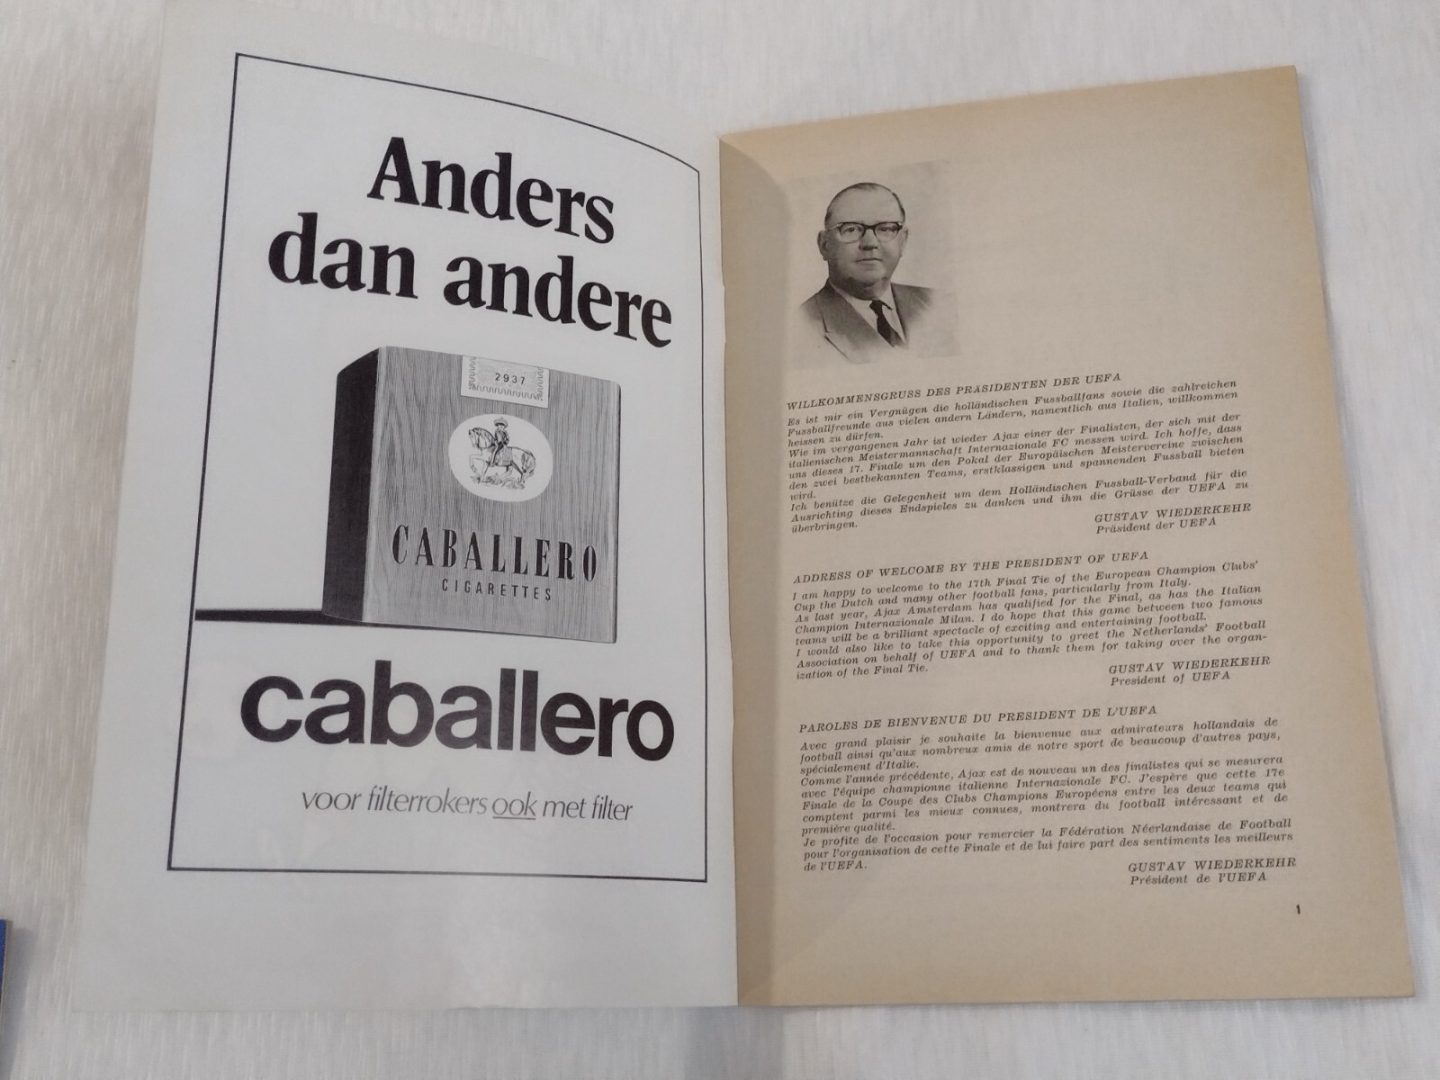 Anders
dan andere
2937
CABALLERO
CIGARETTES
caballero
voor filterrokers ook met filter
WILLKOMMENSGRUSS DES PRÄSIDENTEN DER UEFA
Es ist mir ein Vergnügen die holländischen Fussballfans sowie die zahlreichen
Fussballfreunde aus vielen andern Ländern, namentlich aus Italien, willkommen
heissen zu dürfen.
Wie im vergangenen Jahr ist wieder Ajax einer der Finalisten, der sich mit der
italienischen Meistermannschaft Internazionale FC messen wird. Ich hoffe, dass
uns dieses 17. Finale um den Pokal der Europäischen Meistervereine zwischen
den zwei bestbekannten Teams, erstklassigen und spannenden Fussball bieten
wird.
Ich benütze die Gelegenheit um dem Holländischen Fussball-Verband für die
Ausrichting dieses Endspieles zu danken und ihm die Grüsse der UEFA zu
überbringen.
GUSTAV WIEDERKEHR
Präsident der UEFA
ADDRESS OF WELCOME BY THE PRESIDENT OF UEFA
I am happy to welcome to the 17th Final Tie of the European Champion Clubs'
Cup the Dutch and many other football fans, particularly from Italy.
As last year, Ajax Amsterdam has qualified for the Final, as has the Italian
Champion Internazionale Milan. I do hope that this game between two famous
teams will be a brilliant spectacle of exciting and entertaining football.
I would also like to take this opportunity to greet the Netherlands' Football
Association on behalf of UEFA and to thank them for taking over the organ-
ization of the Final Tie.
GUSTAV WIEDERKEHR
President of UEFA
PAROLES DE BIENVENUE DU PRESIDENT DE L'UEFA
Avec grand plaisir je souhaite la bienvenue aux admirateurs hollandais de
football ainsi qu'aux nombreux amis de notre sport de beaucoup d'autres pays,
spécialement d'Italie.
Comme l'année précédente, Ajax est de nouveau un des finalistes qui se mesurera
avec l'équipe championne italienne Internazionale FC. J'espère que cette 17e
Finale de la Coupe des Clubs Champions Européens entre les deux teams qui
comptent parmi les mieux connues, montrera du football intéressant et de
première qualité.
Je profite de l'occasion pour remercier la Fédération Néerlandaise de Football
pour l'organisation de cette Finale et de lui faire part des sentiments les meilleurs
de l'UEFA.
GUSTAV WIEDERKEHR
Président de l'UEFA
1